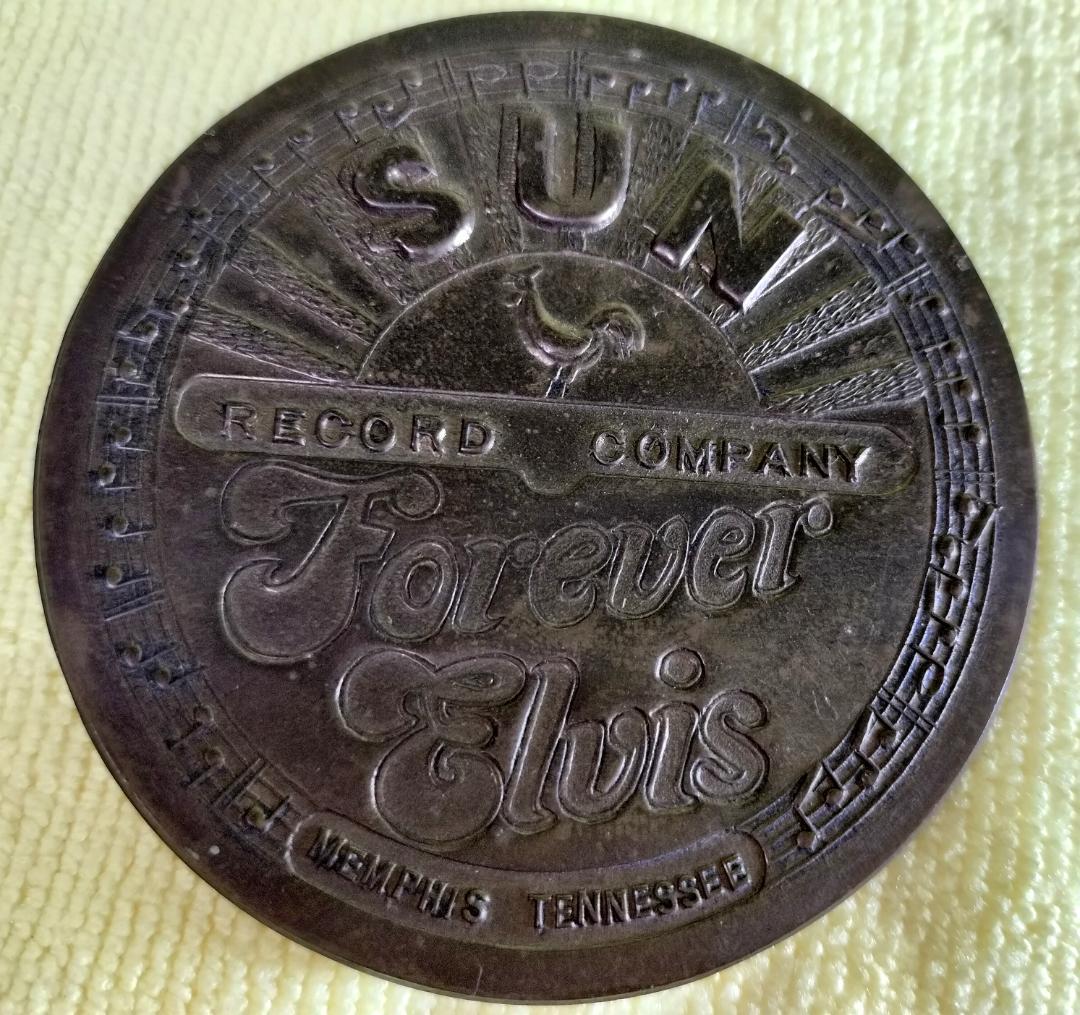 SUN
RECORD COMPANY
Forever
Elvis
MEMPHIS TENNESSEE